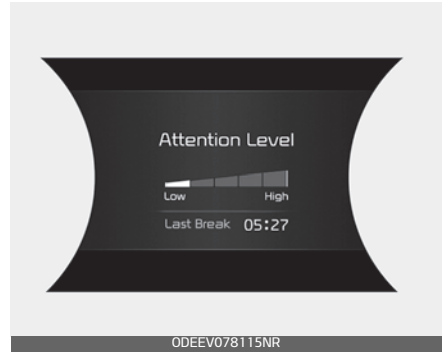 Attention Level
Low High
Last Break 05:27
ODEEV078115NR